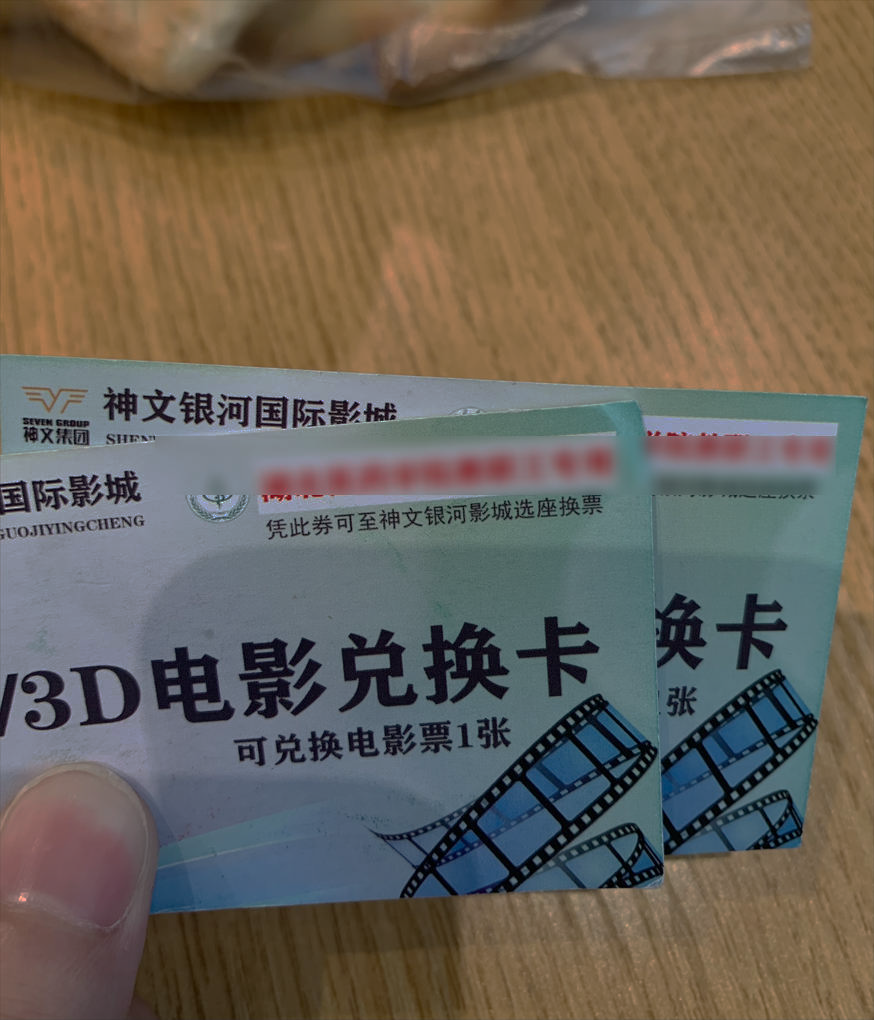 SEVEN GROUP
神文集团
神文银河国际影城
SHEN
国际影城
GUOJIYINGCHENG
凭此券可至神文银河影城选座换票
/3D电影兑换卡
可兑换电影票1张
换卡
张